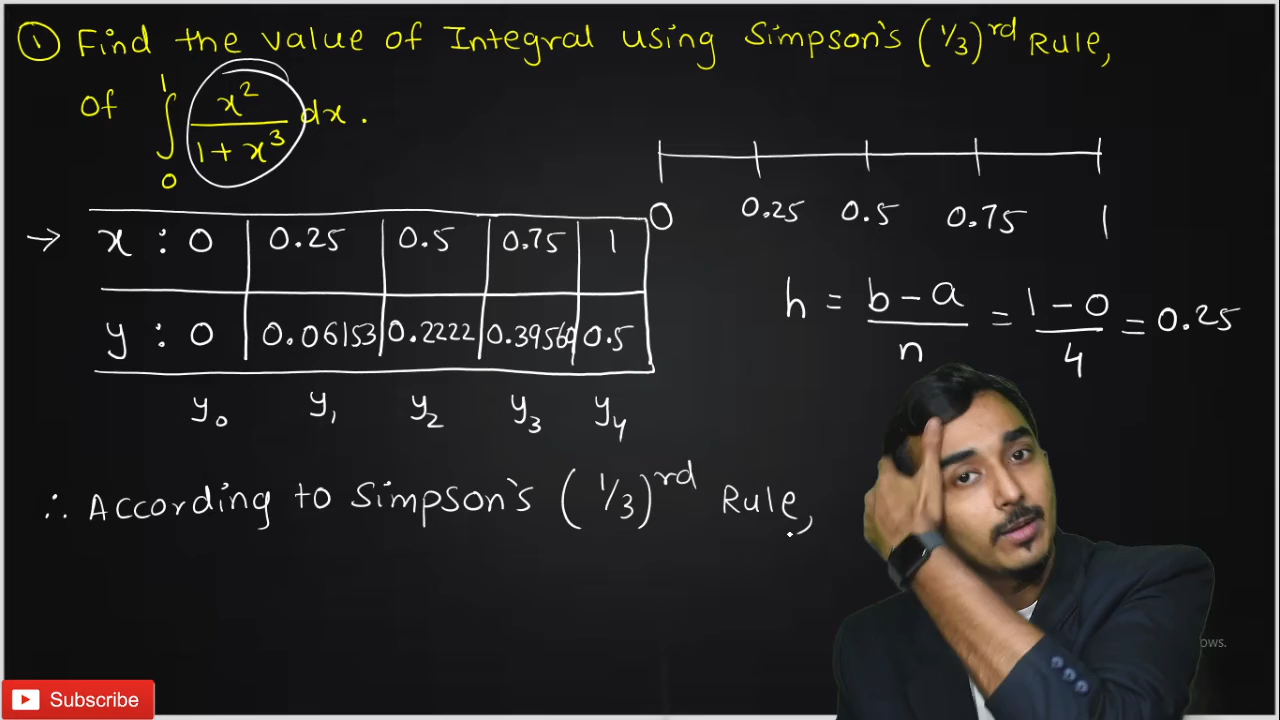 ① Find the value of Integral using Simpson's (1/3)rd Rule,
of ∫₀¹ x²/(1+x³) dx.
0 0.25 0.5 0.75 1
→ x : 0 | 0.25 | 0.5 | 0.75 | 1
y : 0 | 0.06153 | 0.2222 | 0.39560 | 0.5
y₀ y₁ y₂ y₃ y₄
h = (b-a)/n = (1-0)/4 = 0.25
∴ According to Simpson's (1/3)rd Rule,
ows.
Subscribe